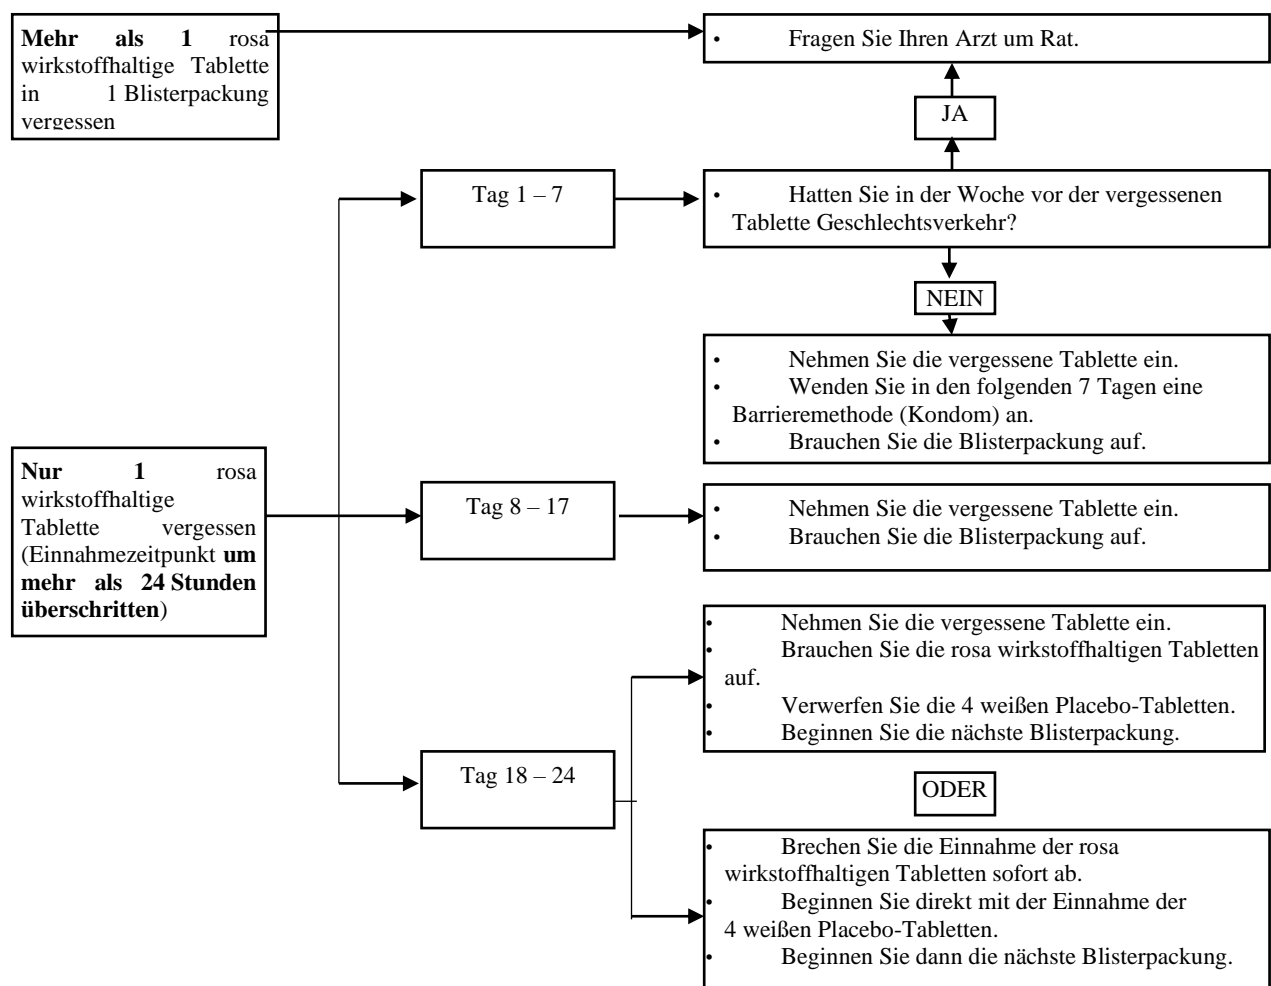 Mehr als 1 rosa
wirkstoffhaltige Tablette
in 1 Blisterpackung
vergessen
• Fragen Sie Ihren Arzt um Rat.
JA
Tag 1 – 7
• Hatten Sie in der Woche vor der vergessenen
Tablette Geschlechtsverkehr?
NEIN
• Nehmen Sie die vergessene Tablette ein.
• Wenden Sie in den folgenden 7 Tagen eine
Barrieremethode (Kondom) an.
• Brauchen Sie die Blisterpackung auf.
Nur 1 rosa
wirkstoffhaltige
Tablette vergessen
(Einnahmezeitpunkt um
mehr als 24 Stunden
überschritten)
Tag 8 – 17
• Nehmen Sie die vergessene Tablette ein.
• Brauchen Sie die Blisterpackung auf.
Tag 18 – 24
• Nehmen Sie die vergessene Tablette ein.
• Brauchen Sie die rosa wirkstoffhaltigen Tabletten
auf.
• Verwerfen Sie die 4 weißen Placebo-Tabletten.
• Beginnen Sie die nächste Blisterpackung.
ODER
• Brechen Sie die Einnahme der rosa
wirkstoffhaltigen Tabletten sofort ab.
• Beginnen Sie direkt mit der Einnahme der
4 weißen Placebo-Tabletten.
• Beginnen Sie dann die nächste Blisterpackung.